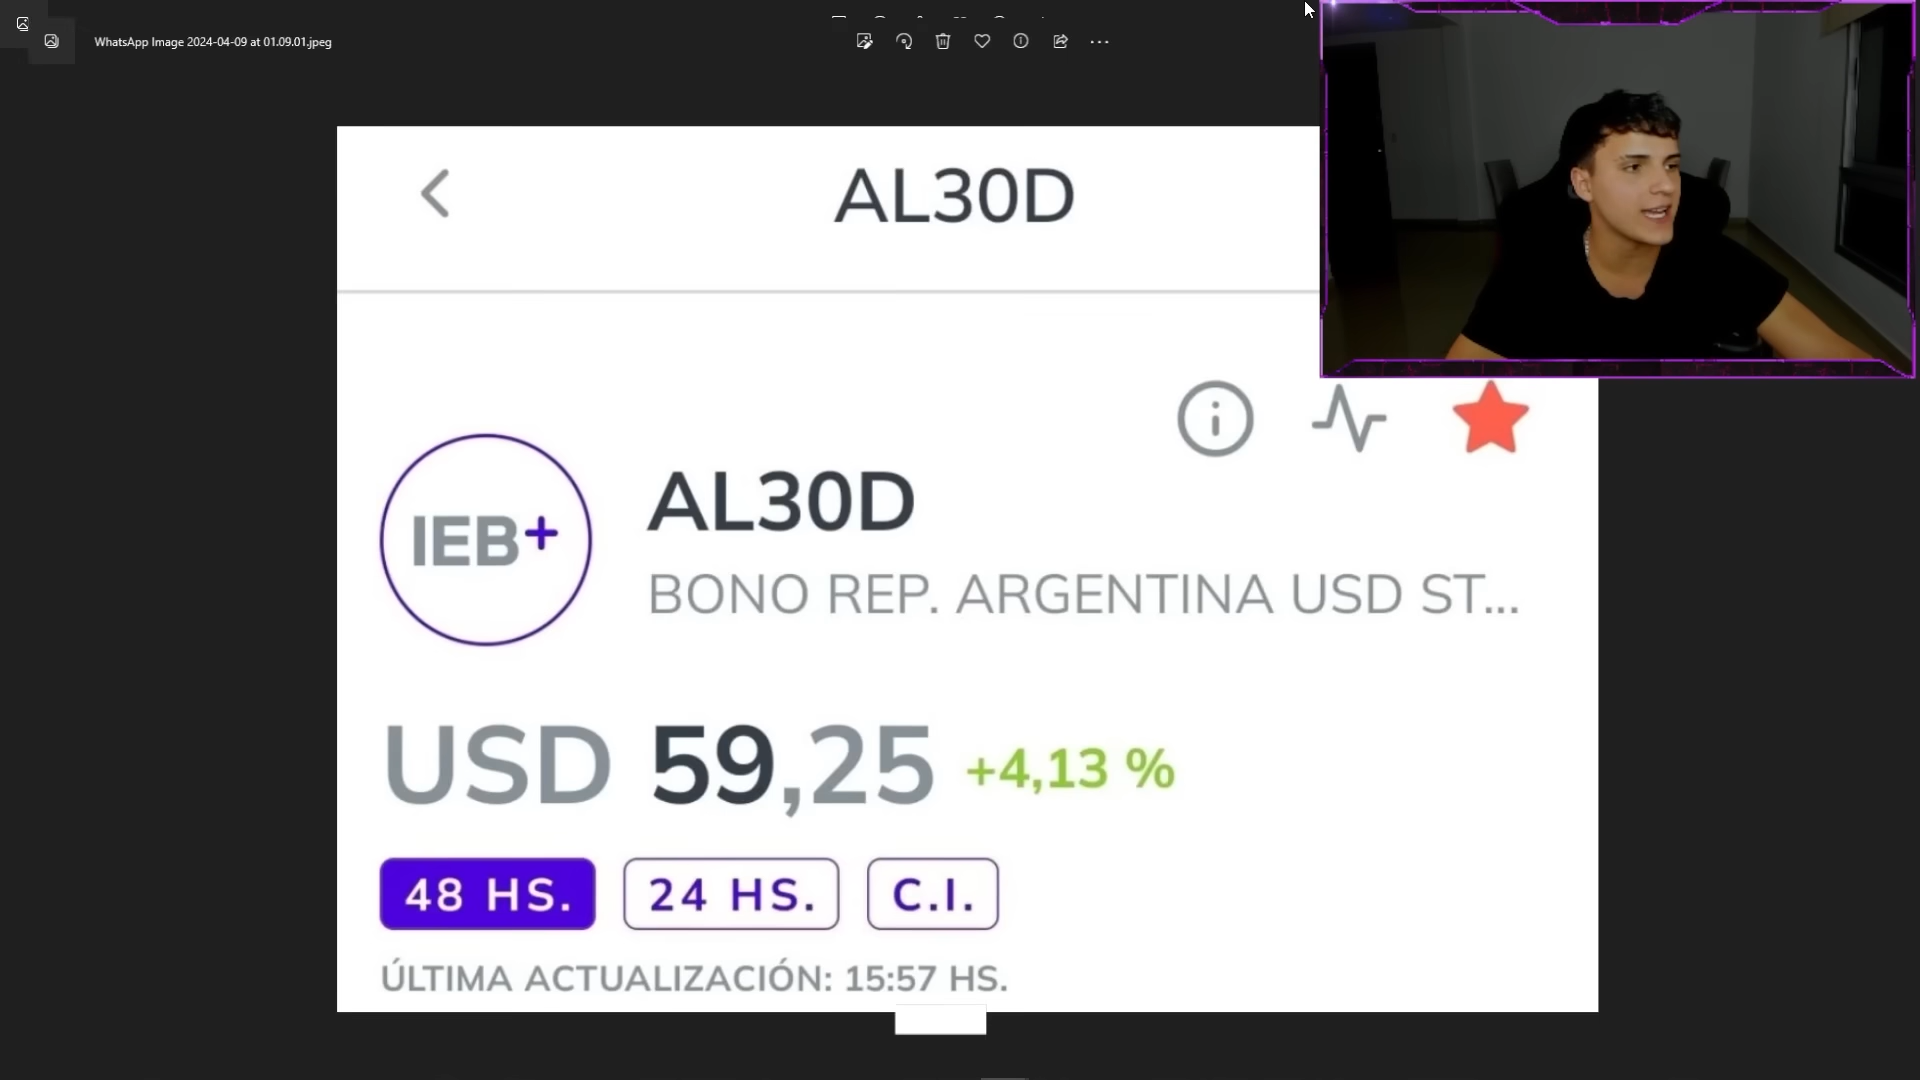 WhatsApp Image 2024-04-09 at 01.09.01.jpeg
AL30D
IEB+
AL30D
BONO REP. ARGENTINA USD ST...
USD 59,25 +4,13 %
48 HS. 24 HS. C.I.
ÚLTIMA ACTUALIZACIÓN: 15:57 HS.